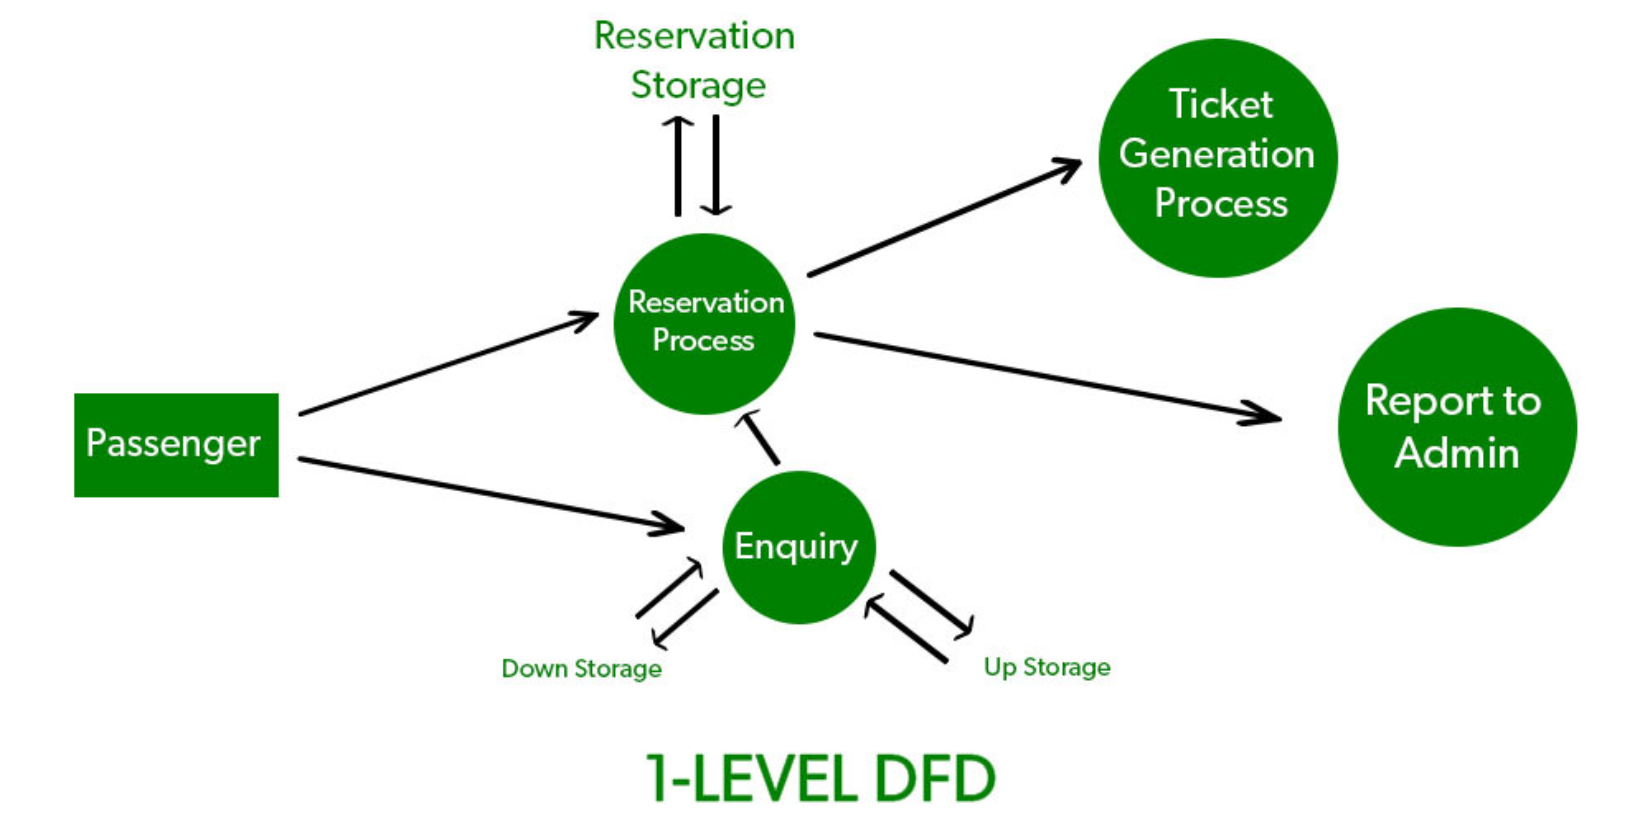 Reservation
Storage
Ticket
Generation
Process
Reservation
Process
Report to
Admin
Passenger
Enquiry
Down Storage
Up Storage
1-LEVEL DFD